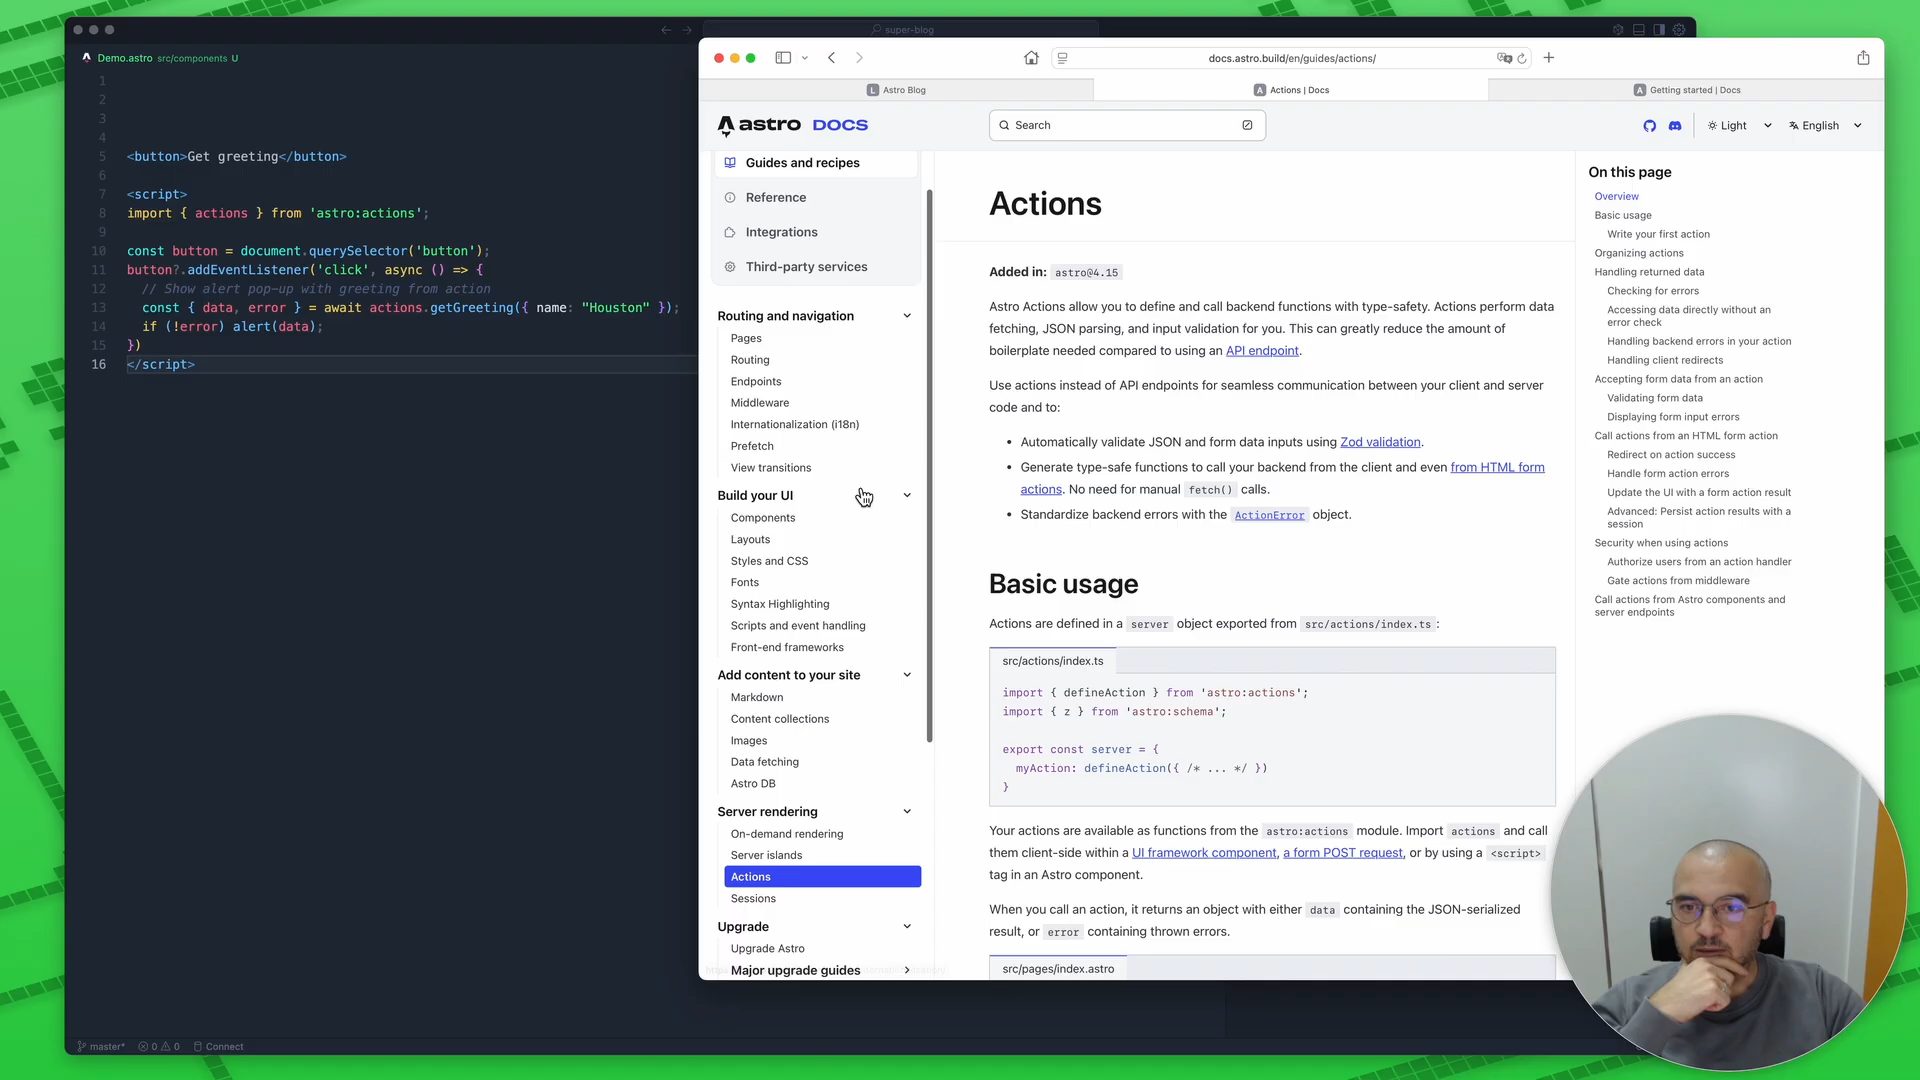 super-blog
Demo.astro src/components U
1
2
3
4
5 <button>Get greeting</button>
6
7 <script>
8 import { actions } from 'astro:actions';
9
10 const button = document.querySelector('button');
11 button?.addEventListener('click', async () => {
12 // Show alert pop-up with greeting from action
13 const { data, error } = await actions.getGreeting({ name: "Houston" });
14 if (!error) alert(data);
15 })
16 </script>
master* 0 0 Connect
docs.astro.build/en/guides/actions/
L Astro Blog
A Actions | Docs
A Getting started | Docs
astro DOCS
Search
Light
English
Guides and recipes
Reference
Integrations
Third-party services
Routing and navigation
Pages
Routing
Endpoints
Middleware
Internationalization (i18n)
Prefetch
View transitions
Build your UI
Components
Layouts
Styles and CSS
Fonts
Syntax Highlighting
Scripts and event handling
Front-end frameworks
Add content to your site
Markdown
Content collections
Images
Data fetching
Astro DB
Server rendering
On-demand rendering
Server islands
Actions
Sessions
Upgrade
Upgrade Astro
Major upgrade guides
Actions
Added in: astro@4.15
Astro Actions allow you to define and call backend functions with type-safety. Actions perform data
fetching, JSON parsing, and input validation for you. This can greatly reduce the amount of
boilerplate needed compared to using an API endpoint.
Use actions instead of API endpoints for seamless communication between your client and server
code and to:
• Automatically validate JSON and form data inputs using Zod validation.
• Generate type-safe functions to call your backend from the client and even from HTML form
actions. No need for manual fetch() calls.
• Standardize backend errors with the ActionError object.
Basic usage
Actions are defined in a server object exported from src/actions/index.ts:
src/actions/index.ts
import { defineAction } from 'astro:actions';
import { z } from 'astro:schema';
export const server = {
myAction: defineAction({ /* ... */ })
}
Your actions are available as functions from the astro:actions module. Import actions and call
them client-side within a UI framework component, a form POST request, or by using a <script>
tag in an Astro component.
When you call an action, it returns an object with either data containing the JSON-serialized
result, or error containing thrown errors.
src/pages/index.astro
On this page
Overview
Basic usage
Write your first action
Organizing actions
Handling returned data
Checking for errors
Accessing data directly without an
error check
Handling backend errors in your action
Handling client redirects
Accepting form data from an action
Validating form data
Displaying form input errors
Call actions from an HTML form action
Redirect on action success
Handle form action errors
Update the UI with a form action result
Advanced: Persist action results with a
session
Security when using actions
Authorize users from an action handler
Gate actions from middleware
Call actions from Astro components and
server endpoints